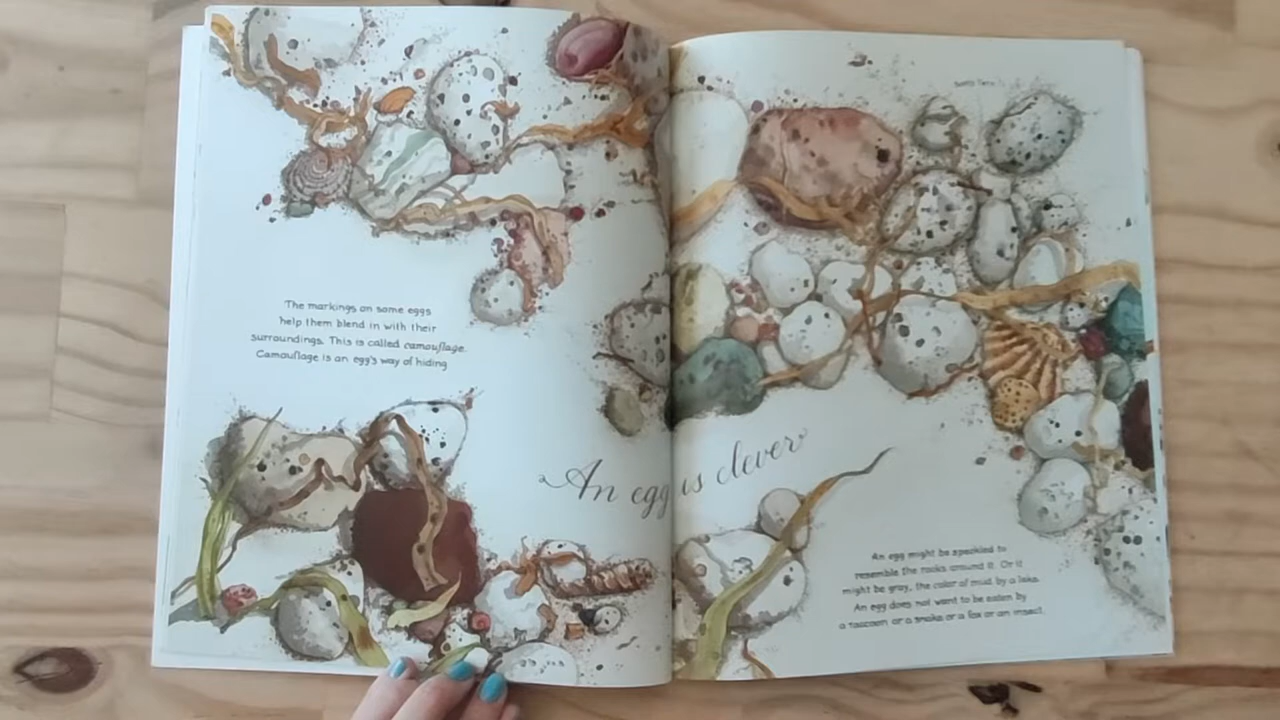 The markings on some eggs
help them blend in with their
surroundings. This is called camouflage.
Camouflage is an egg's way of hiding
An egg is clever
An egg might be speckled to
resemble the rocks around it. Or it
might be gray, the color of mud by a lake.
An egg does not want to be eaten by
a raccoon or a snake or a fox or an insect.